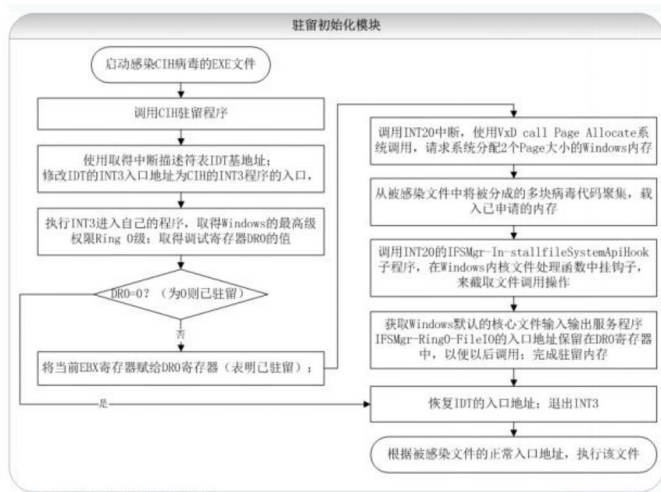 驻留初始化模块
启动感染CIH病毒的EXE文件
调用CIH驻留程序
使用取得中断描述符表IDT基地址;
修改IDT的INT3入口地址为CIH的INT3程序的入口,
执行INT3进入自己的程序, 取得Windows的最高级
权限Ring 0级; 取得调试寄存器DR0的值
DR0=0? (为0则已驻留)
否
将当前EBX寄存器赋给DR0寄存器(表明已驻留);
是
调用INT20中断, 使用VxD call Page Allocate系
统调用, 请求系统分配2个Page大小的Windows内存
从被感染文件中将被分成的多块病毒代码聚集, 载
入已申请的内存
调用INT20的IFSMgr-In-stallfileSystemApiHook
子程序, 在Windows内核文件处理函数中挂钩子,
来截取文件调用操作
获取Windows默认的核心文件输入输出服务程序
IFSMgr-Ring0-FileIO的入口地址保留在DR0寄存器
中, 以便以后调用; 完成驻留内存
恢复IDT的入口地址; 退出INT3
根据被感染文件的正常入口地址, 执行该文件